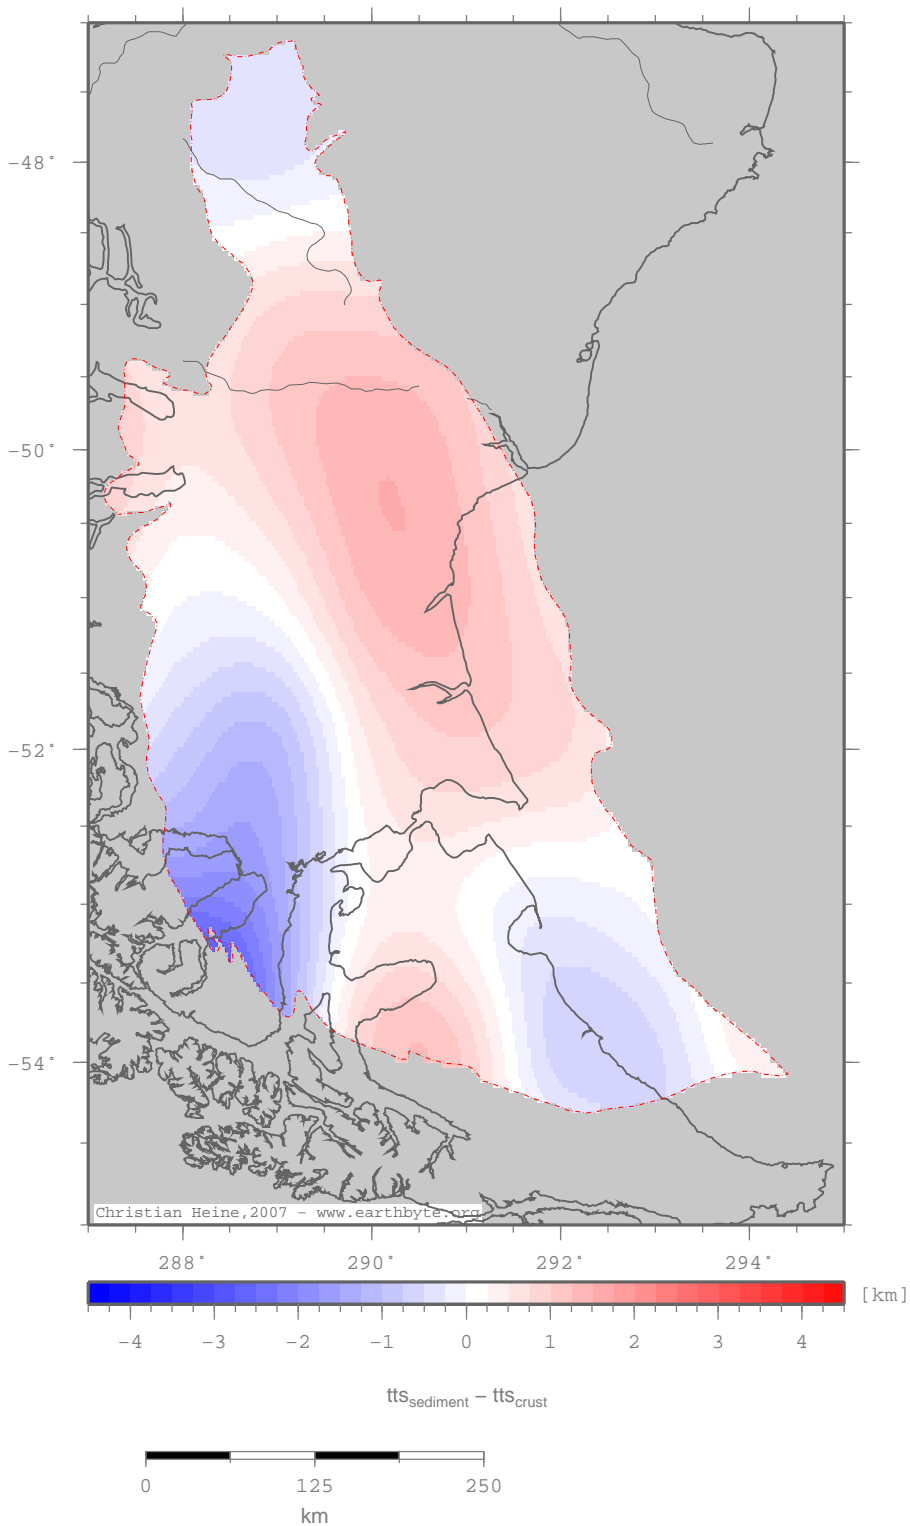 −48°
−50°
−52°
−54°
Christian Heine,2007 − www.earthbyte.org
288° 290° 292° 294°
[km]
−4 −3 −2 −1 0 1 2 3 4
tts_sediment − tts_crust
0 125 250
km